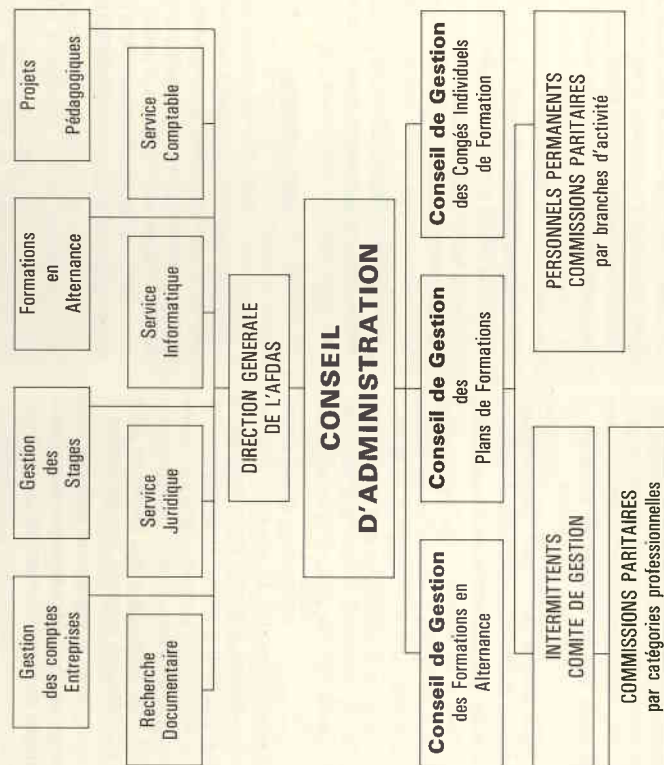 Gestion
des comptes
Entreprises
Gestion
des
Stages
Formations
en
Alternance
Projets
Pédagogiques
Recherche
Documentaire
Service
Juridique
Service
Informatique
Service
Comptable
DIRECTION GENERALE
DE L'AFDAS
CONSEIL
D'ADMINISTRATION
Conseil de Gestion
des Formations en
Alternance
Conseil de Gestion
des
Plans de Formations
Conseil de Gestion
des Congés Individuels
de Formation
INTERMITTENTS
COMITE DE GESTION
PERSONNELS PERMANENTS
COMMISSIONS PARITAIRES
par branches d'activité
COMMISSIONS PARITAIRES
par catégories professionnelles